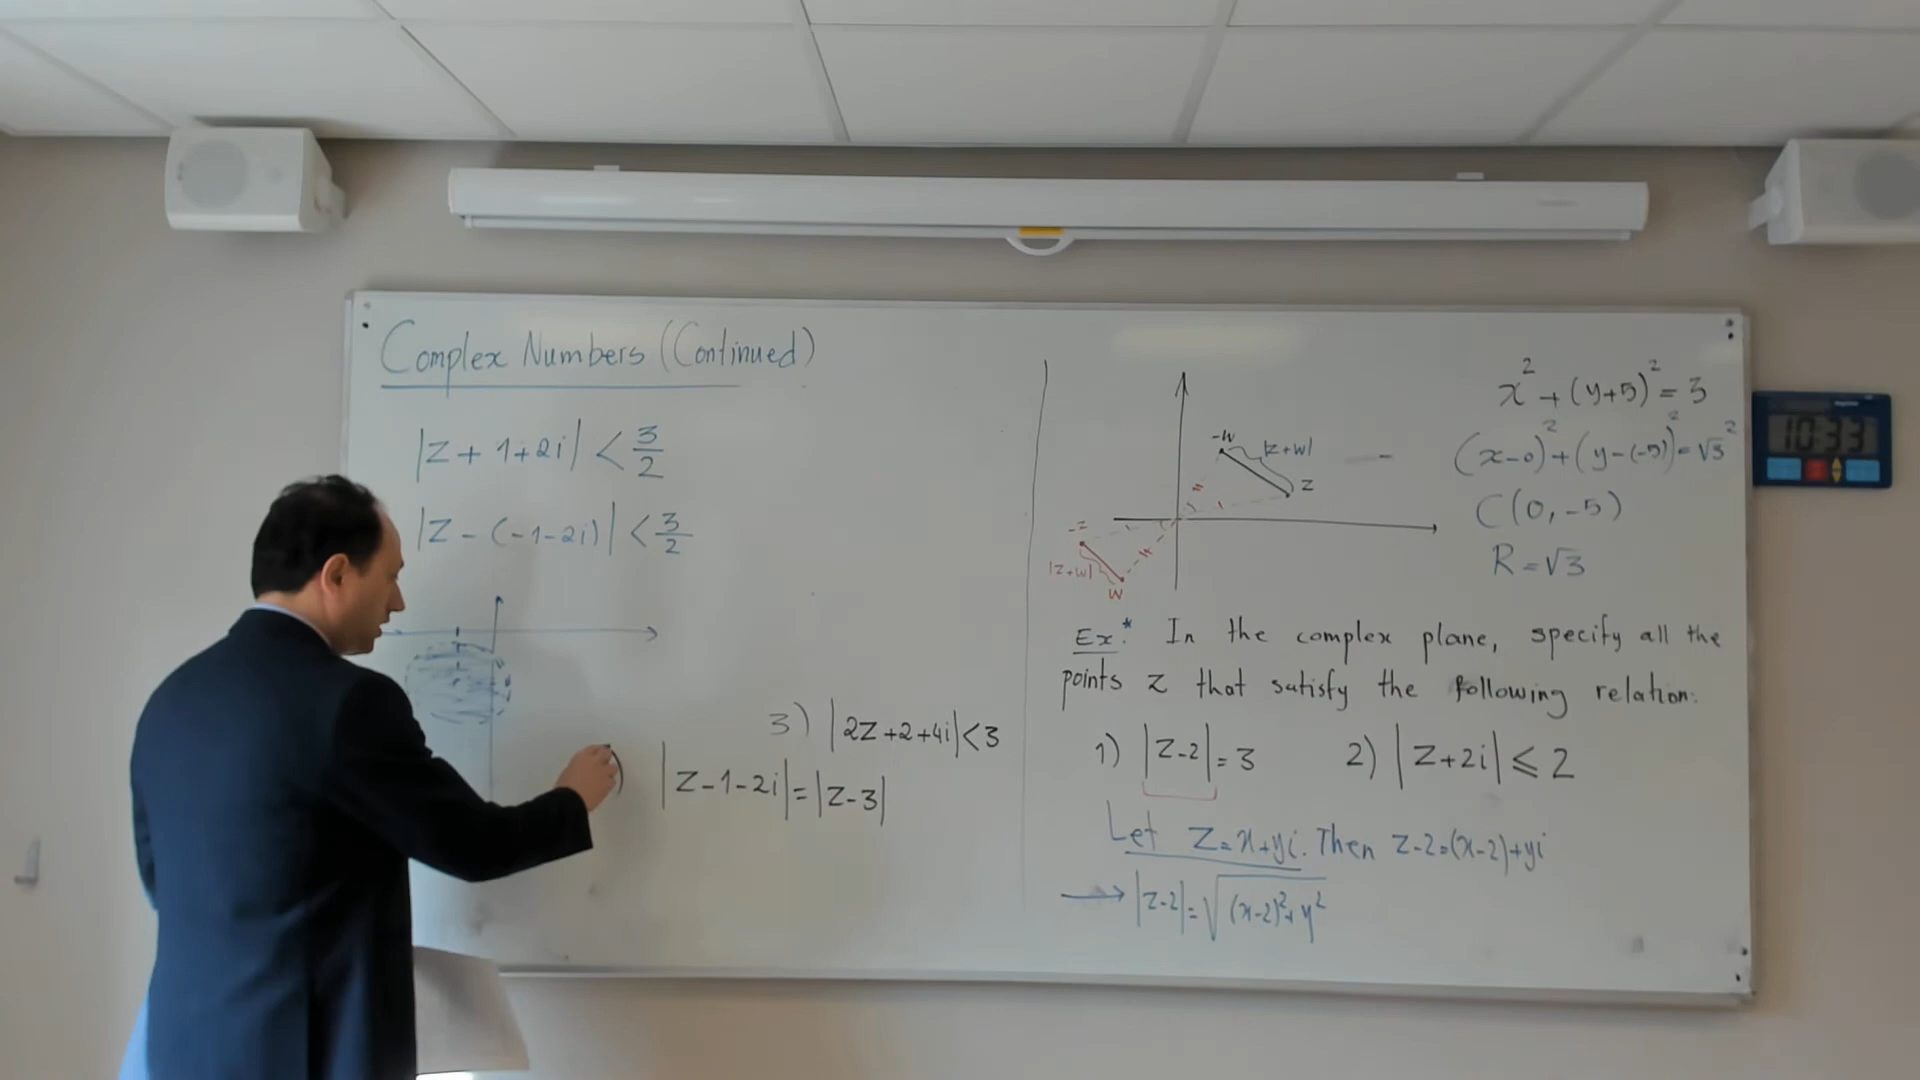 Complex Numbers (Continued)
|z + 1+2i| < 3/2
|z - (-1-2i)| < 3/2
3) |2z+2+4i|<3
) |z-1-2i|=|z-3|
-w
|z+w|
z
-z
|z+w|
w
x²+(y+5)²=3
(x-0)²+(y-(-5))²=√3²
C(0,-5)
R=√3
Ex:* In the complex plane, specify all the
points z that satisfy the following relation:
1) |z-2|=3 2) |z+2i|≤2
Let z=x+yi. Then z-2=(x-2)+yi
→ |z-2|=√(x-2)²+y²
10:33